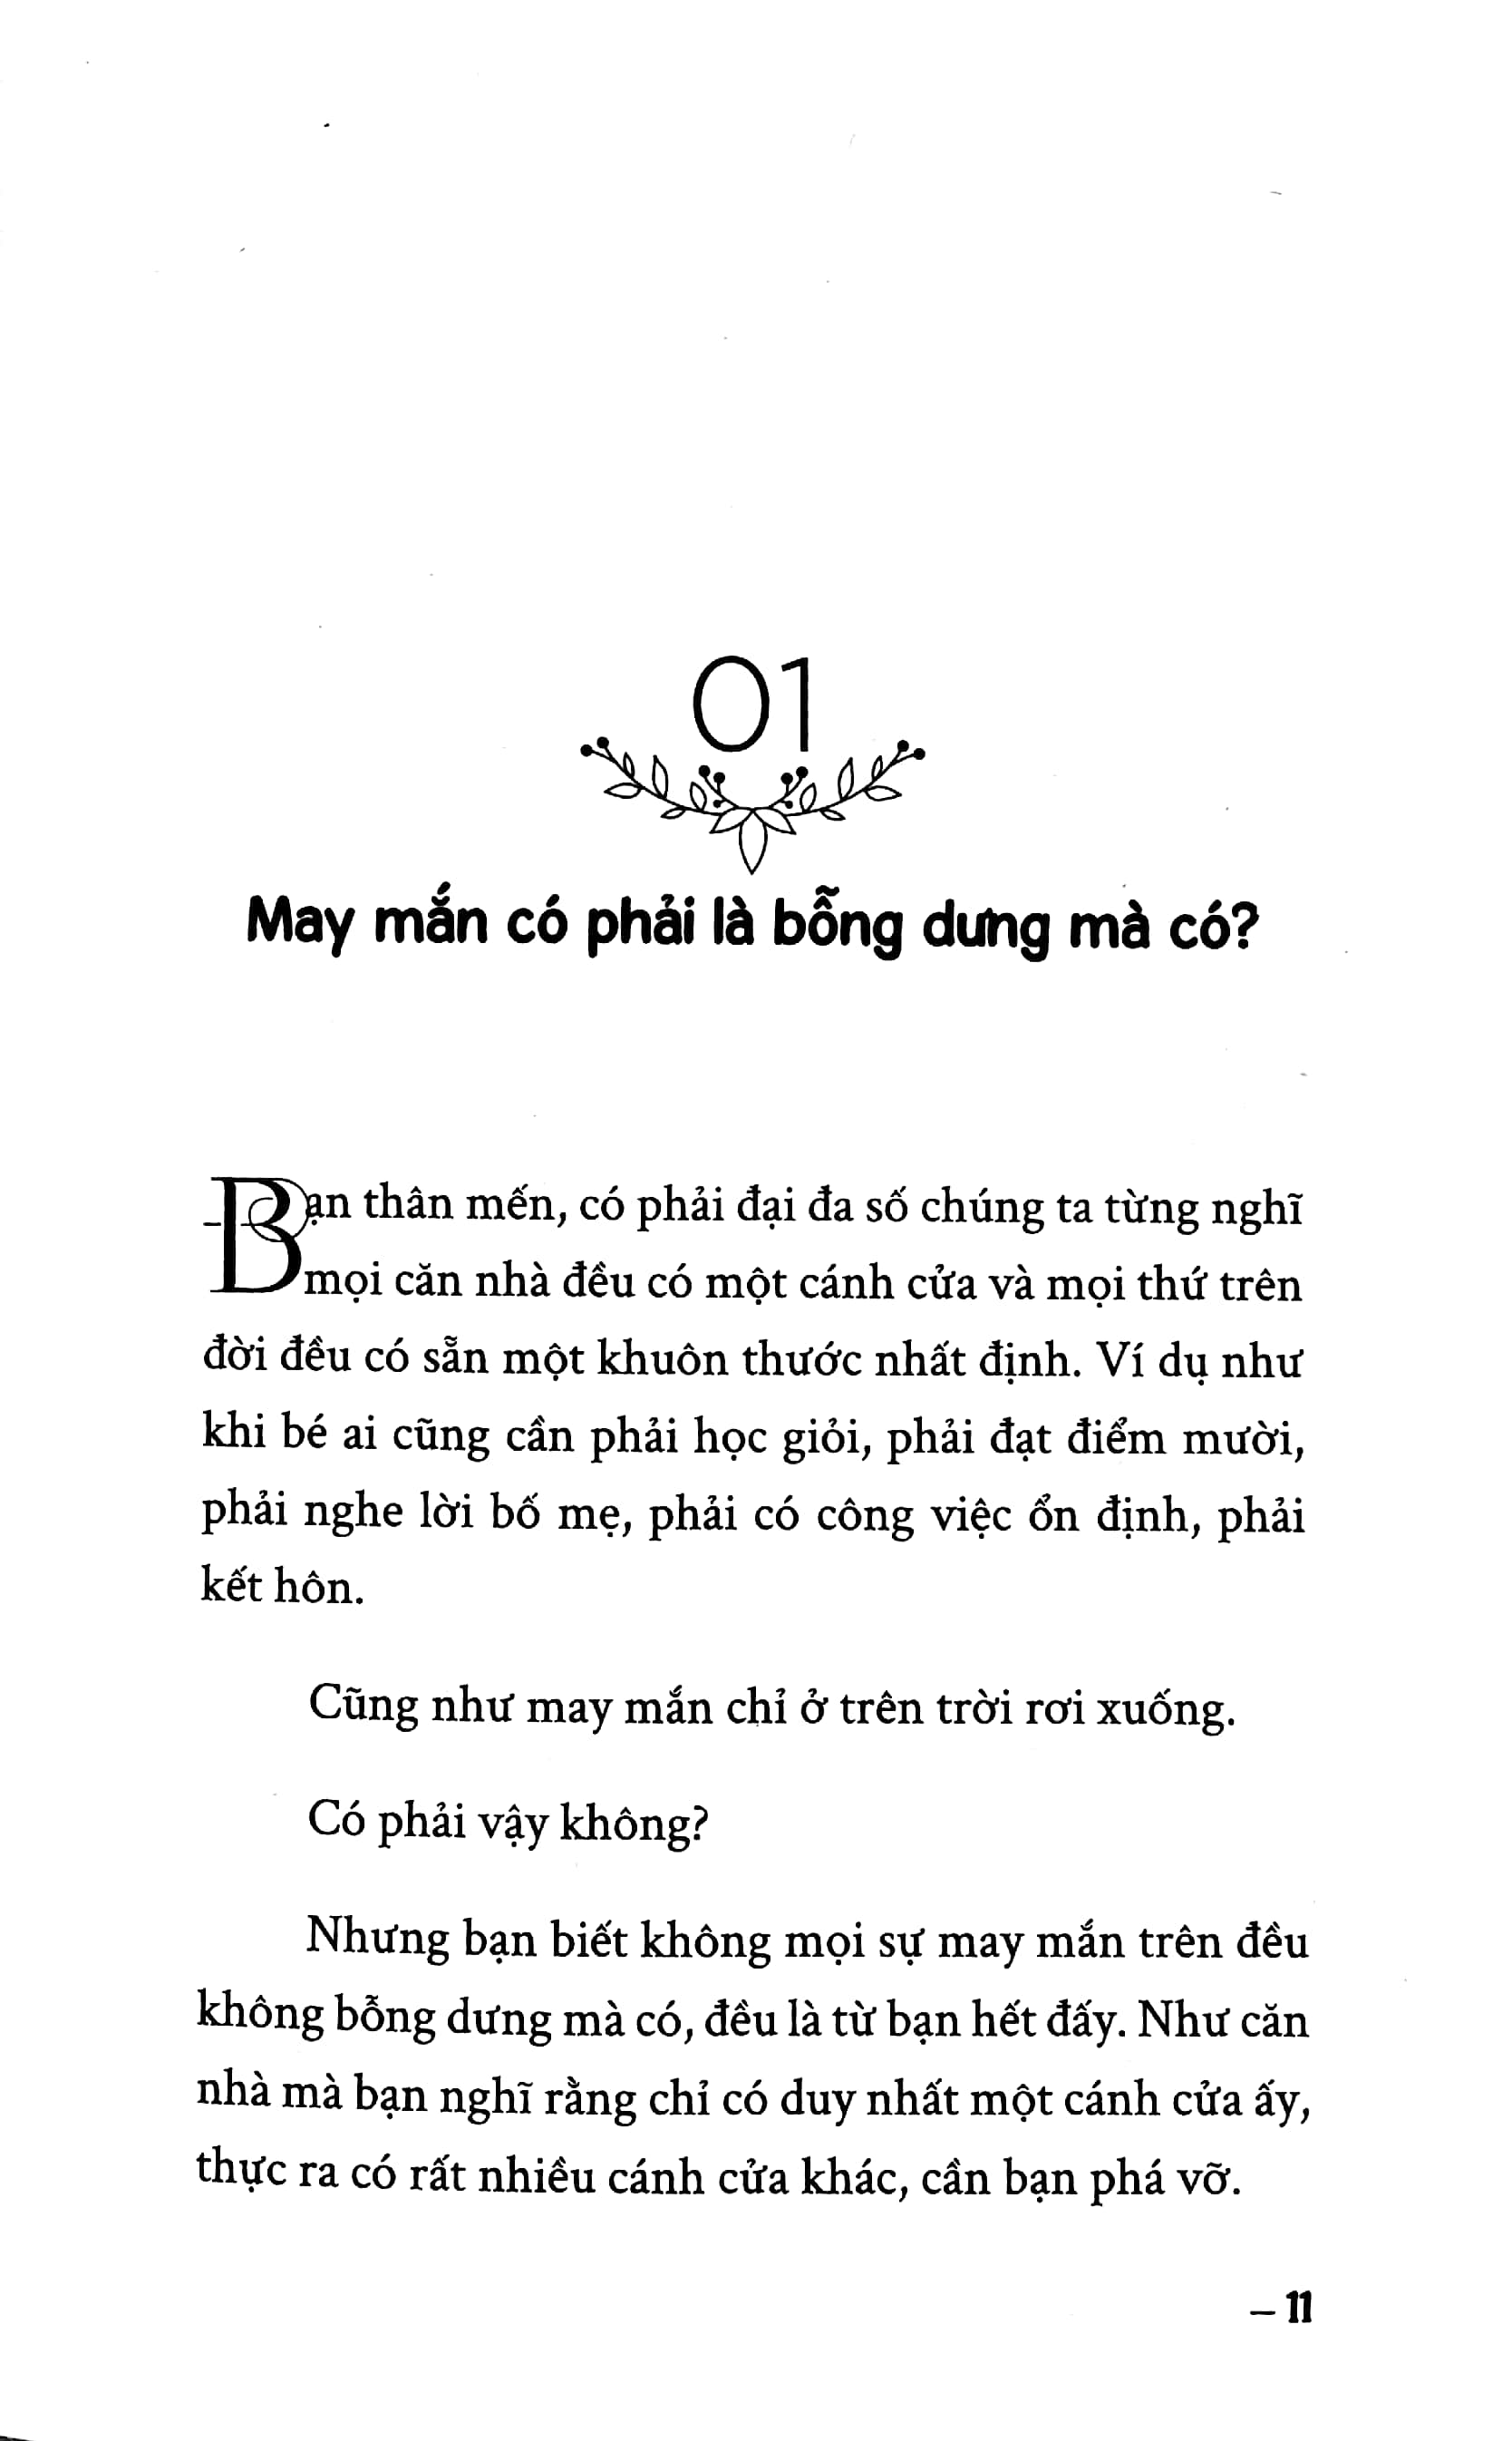 01
May mắn có phải là bỗng dưng mà có?
Bạn thân mến, có phải đại đa số chúng ta từng nghĩ
mọi căn nhà đều có một cánh cửa và mọi thứ trên
đời đều có sẵn một khuôn thước nhất định. Ví dụ như
khi bé ai cũng cần phải học giỏi, phải đạt điểm mười,
phải nghe lời bố mẹ, phải có công việc ổn định, phải
kết hôn.
Cũng như may mắn chỉ ở trên trời rơi xuống.
Có phải vậy không?
Nhưng bạn biết không mọi sự may mắn trên đều
không bỗng dưng mà có, đều là từ bạn hết đấy. Như căn
nhà mà bạn nghĩ rằng chỉ có duy nhất một cánh cửa ấy,
thực ra có rất nhiều cánh cửa khác, cần bạn phá vỡ.
– 11